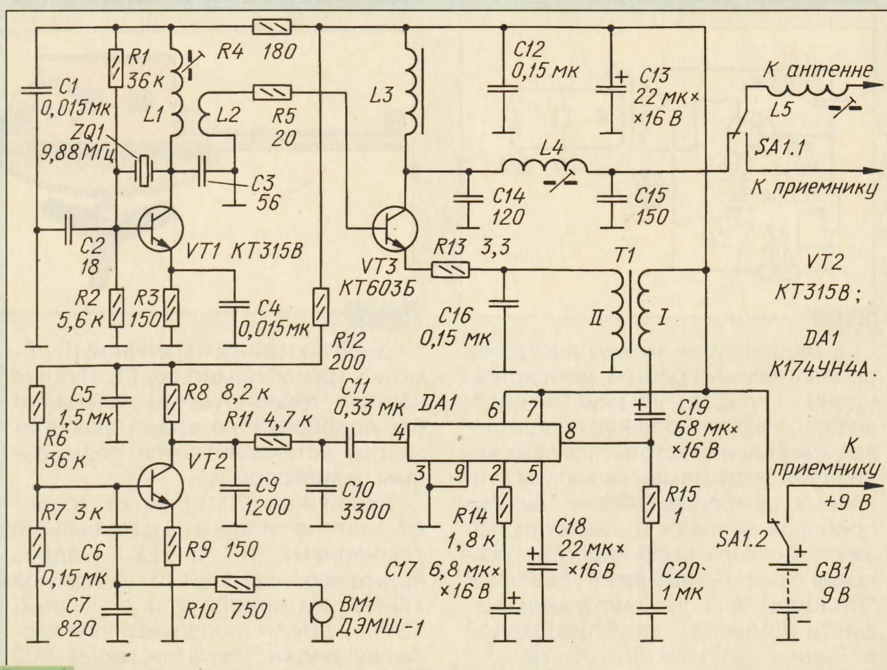 R1
36 к
L1
R4
180
L2
R5
20
L3
C12
0,15 мк
C13
22 мк×
×16 В
К антенне
L5
SA1.1
К приемнику
C1
0,015мк
ZQ1
9,88 МГц
C3
56
L4
C14
120
C15
150
C2
18
VT1 КТ315В
VT3
КТ603Б
R13 3,3
T1
II
I
VT2
КТ315В;
DA1
К174УН4А.
R2
5,6 к
R3
150
C4
0,015мк
R12
200
C16
0,15 мк
C5
1,5 мк
R6
36 к
R8 8,2 к
R11 4,7 к
C11
0,33 мк
DA1
4
6
7
8
3
9
2
5
C19
68 мк×
×16 В
К
приемнику
+9 В
VT2
R7 3 к
C6
0,15 мк
C7
820
C9
1200
C10
3300
R9 150
R10
750
BM1
ДЭМШ-1
R14
1,8 к
C17 6,8 мк×
×16 В
C18
22 мк×
×16 В
R15
C20
1 мк
SA1.2
GB1
9 В